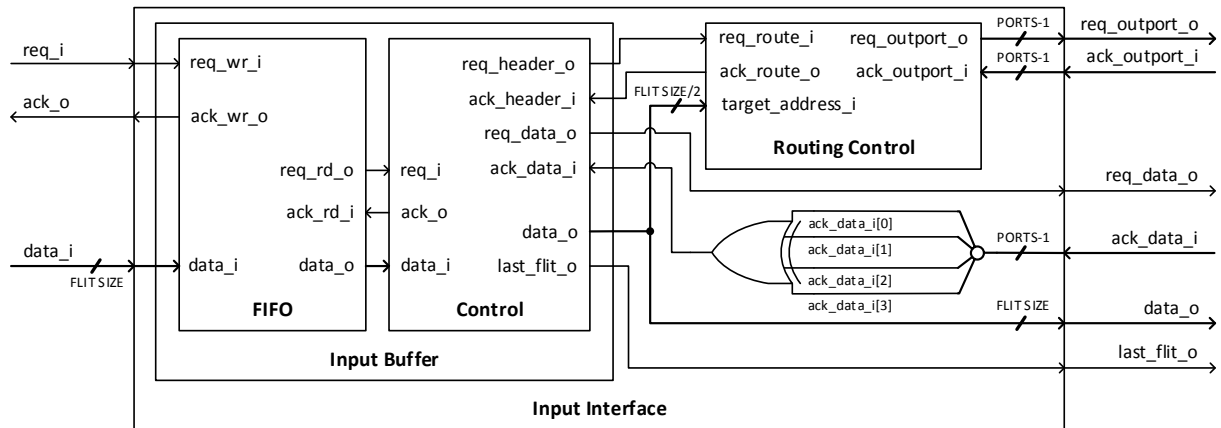 req_i
ack_o
data_i
FLIT SIZE
req_wr_i
ack_wr_o
req_rd_o
ack_rd_i
data_i
data_o
FIFO
req_header_o
ack_header_i
req_data_o
ack_data_i
req_i
ack_o
data_o
data_i
last_flit_o
Control
Input Buffer
req_route_i
req_outport_o
ack_route_o
ack_outport_i
FLIT SIZE/2
target_address_i
Routing Control
ack_data_i[0]
ack_data_i[1]
ack_data_i[2]
ack_data_i[3]
PORTS-1
req_outport_o
PORTS-1
ack_outport_i
req_data_o
PORTS-1
ack_data_i
FLIT SIZE
data_o
last_flit_o
Input Interface